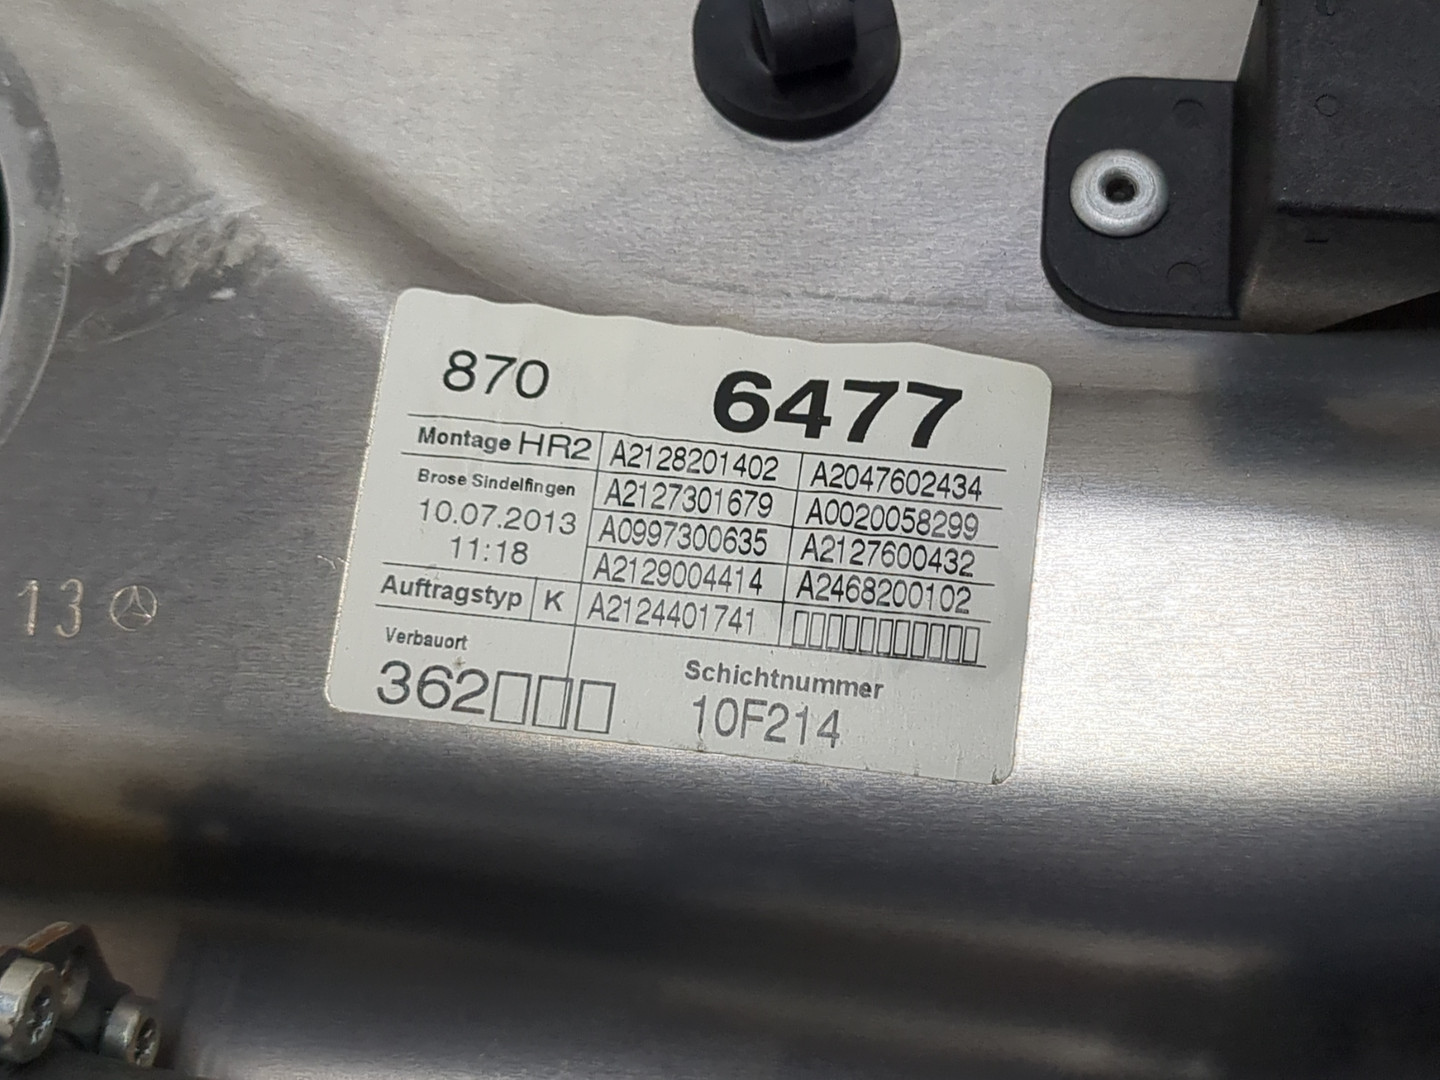 870 6477
Montage HR2 A2128201402 A2047602434
Brose Sindelfingen A2127301679 A0020058299
10.07.2013 A0997300635 A2127600432
11:18 A2129004414 A2468200102
Auftragstyp K A2124401741
Verbauort
362
Schichtnummer
10F214
13